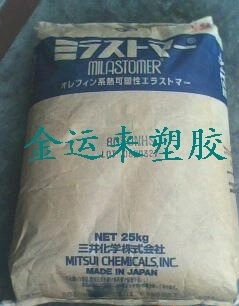 ミラストマー
MILASTOMER
オレフィン系熱可塑性エラストマー
金运来塑胶
NET 25kg
三井化学株式会社
MITSUI CHEMICALS, INC.
MADE IN JAPAN